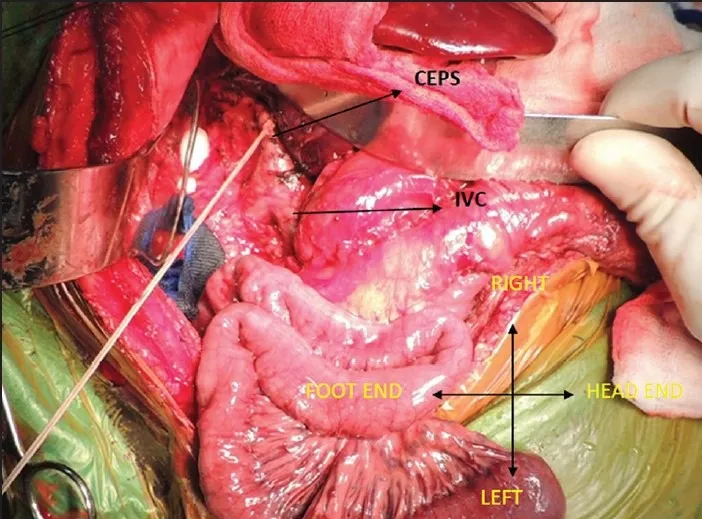 CEPS
IVC
RIGHT
FOOT END
HEAD END
LEFT